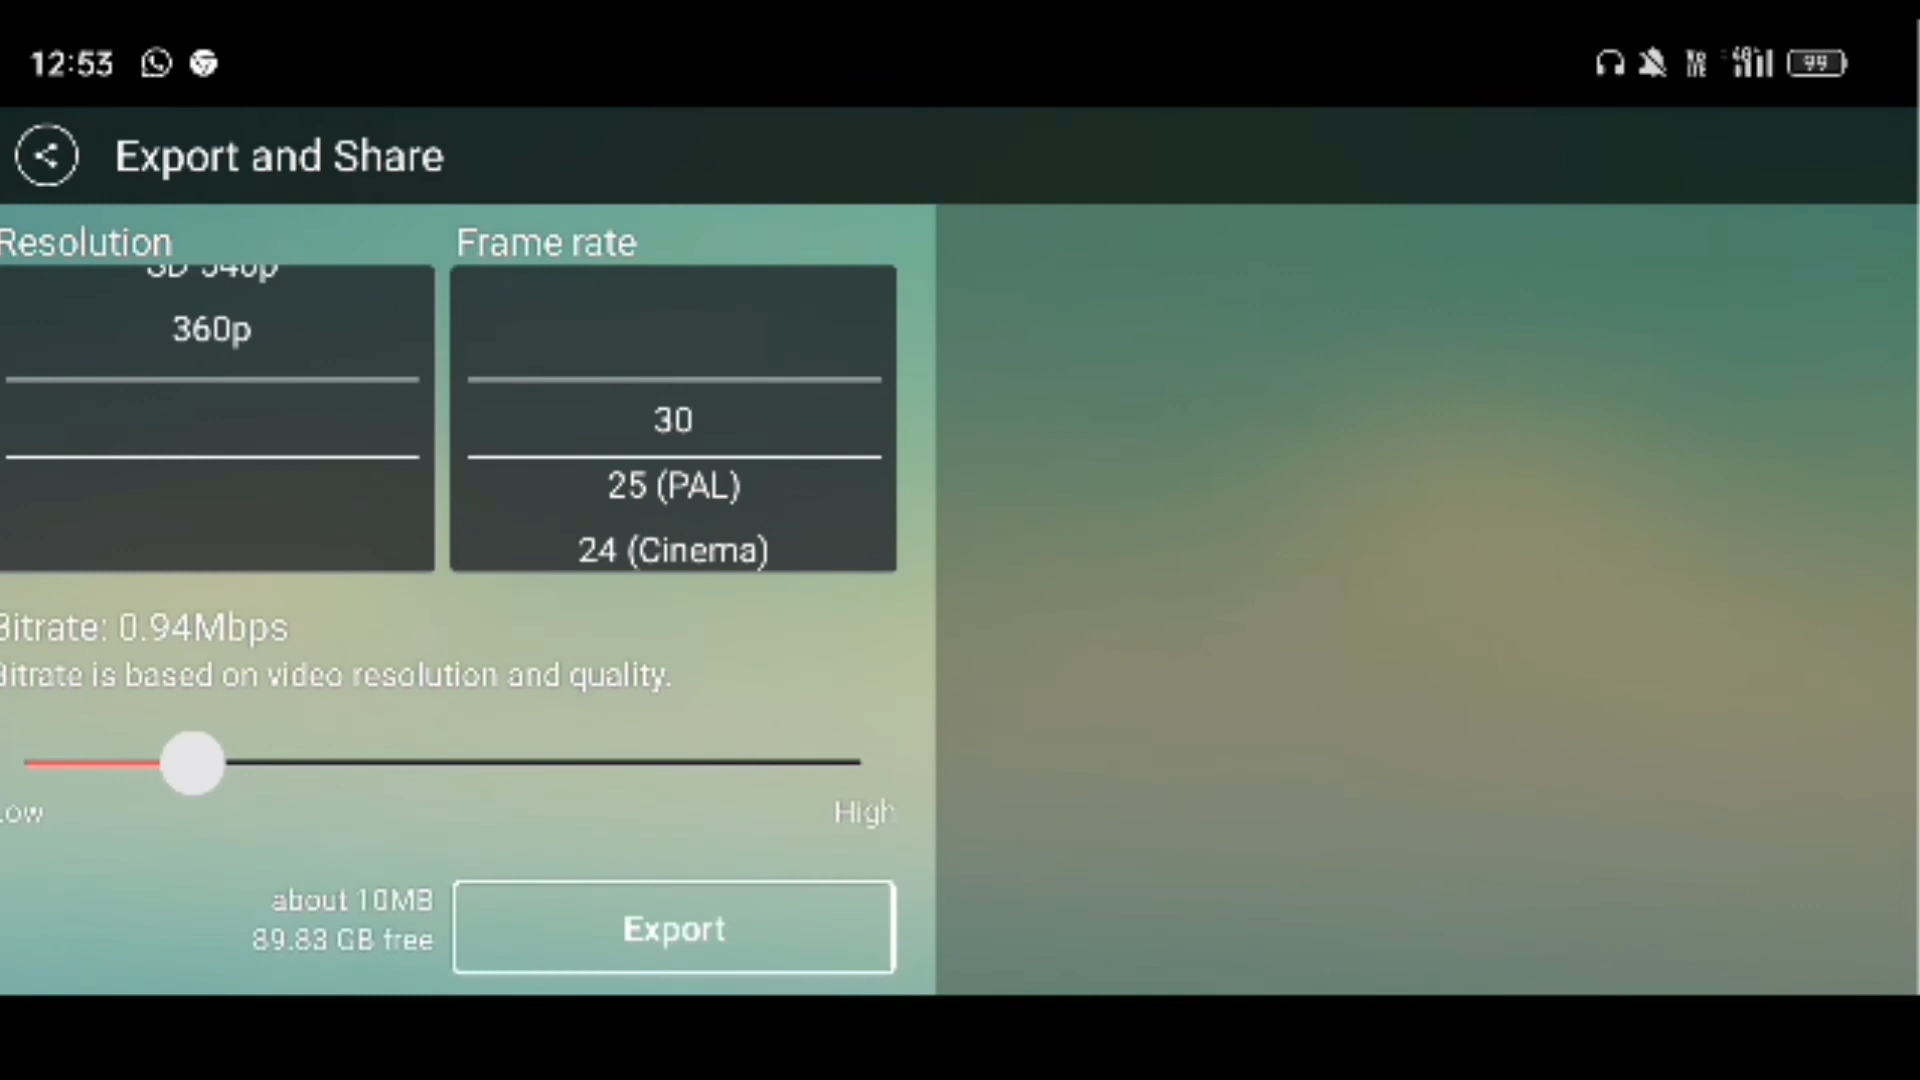 12:53
99
Export and Share
Resolution
Frame rate
360p
30
25 (PAL)
24 (Cinema)
Bitrate: 0.94Mbps
Bitrate is based on video resolution and quality.
Low
High
about 10MB
89.83 GB free
Export